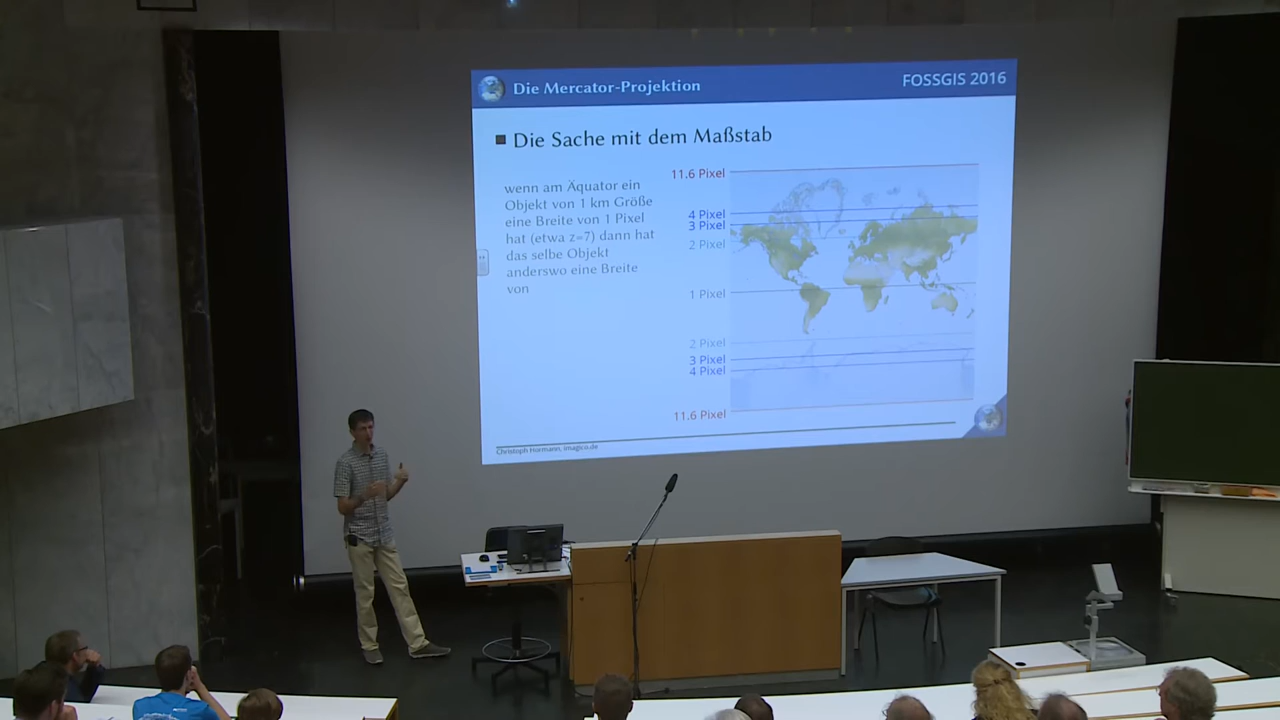 Die Mercator-Projektion
FOSSGIS 2016
Die Sache mit dem Maßstab
wenn am Äquator ein
Objekt von 1 km Größe
eine Breite von 1 Pixel
hat (etwa z=7) dann hat
das selbe Objekt
anderswo eine Breite
von
11.6 Pixel
4 Pixel
3 Pixel
2 Pixel
1 Pixel
2 Pixel
3 Pixel
4 Pixel
11.6 Pixel
Christoph Hormann, imagico.de